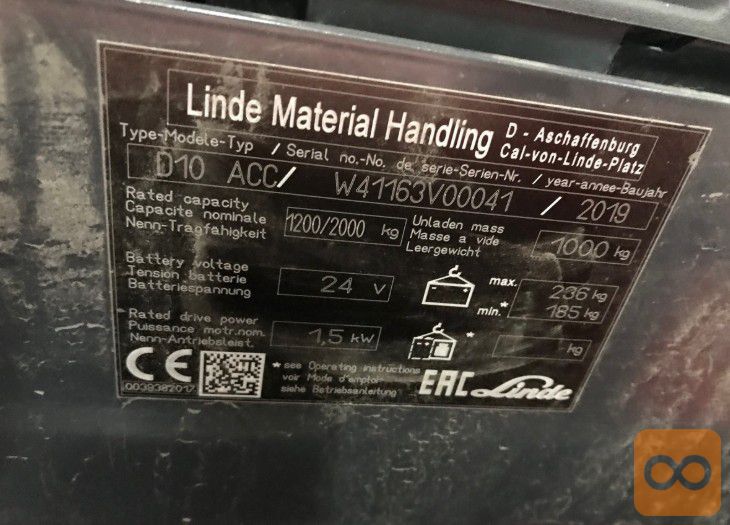 Linde Material Handling
D - Aschaffenburg
Cal-von-Linde-Platz
Type-Modele-Typ / Serial no.-No. de serie-Serien-Nr. / year-annee-Baujahr
D10 ACC/ W41163V00041 / 2019
Rated capacity
Capacite nominale
Nenn-Tragfähigkeit
1200/2000 kg
Unladen mass
Masse a vide
Leergewicht
1000 kg
Battery voltage
Tension batterie
Batteriespannung
24 V
max. 236 kg
min.* 185 kg
Rated drive power
Puissance motr.nom.
Nenn-Antriebsleist.
1,5 kW
* kg
CE
0039382017
* see Operating instructions
voir Mode d'emploi
siehe Betriebsanleitung
EAC Linde